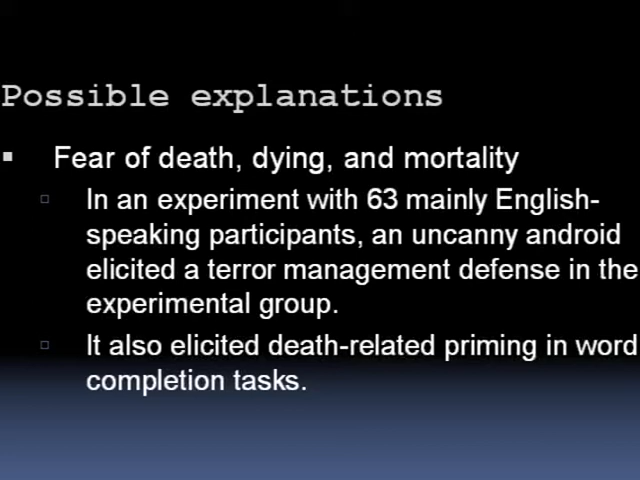 Possible explanations
Fear of death, dying, and mortality
In an experiment with 63 mainly English-
speaking participants, an uncanny android
elicited a terror management defense in the
experimental group.
It also elicited death-related priming in word
completion tasks.